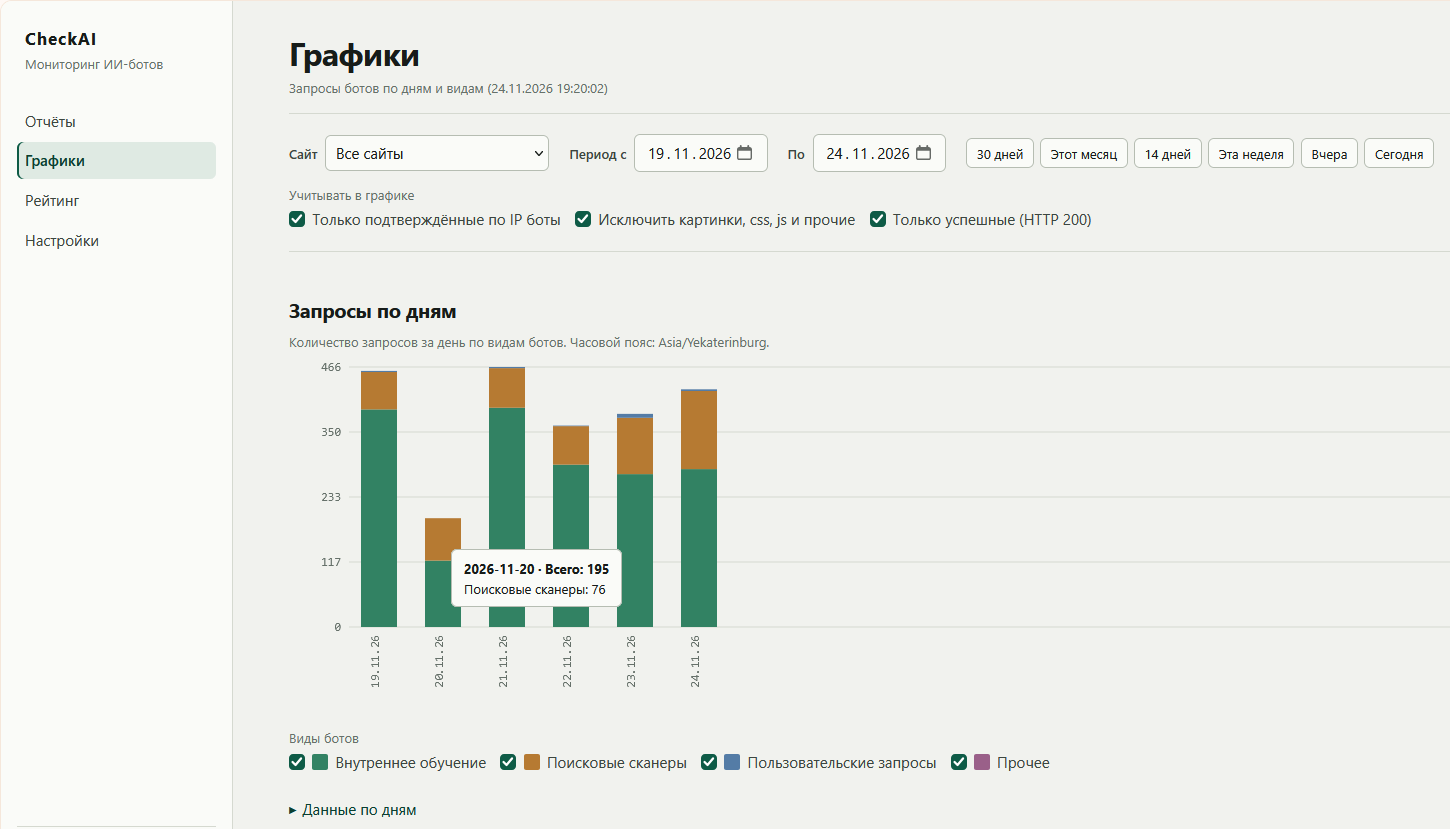 CheckAI
Мониторинг ИИ-ботов
Отчёты
Графики
Рейтинг
Настройки
Графики
Запросы ботов по дням и видам (24.11.2026 19:20:02)
Сайт Все сайты Период с 19.11.2026 По 24.11.2026 30 дней Этот месяц 14 дней Эта неделя Вчера Сегодня
Учитывать в графике
Только подтверждённые по IP боты Исключить картинки, css, js и прочие Только успешные (HTTP 200)
Запросы по дням
Количество запросов за день по видам ботов. Часовой пояс: Asia/Yekaterinburg.
466
350
233
117
2026-11-20 · Всего: 195
Поисковые сканеры: 76
0
19.11.26 20.11.26 21.11.26 22.11.26 23.11.26 24.11.26
Виды ботов
Внутреннее обучение Поисковые сканеры Пользовательские запросы Прочее
▸ Данные по дням